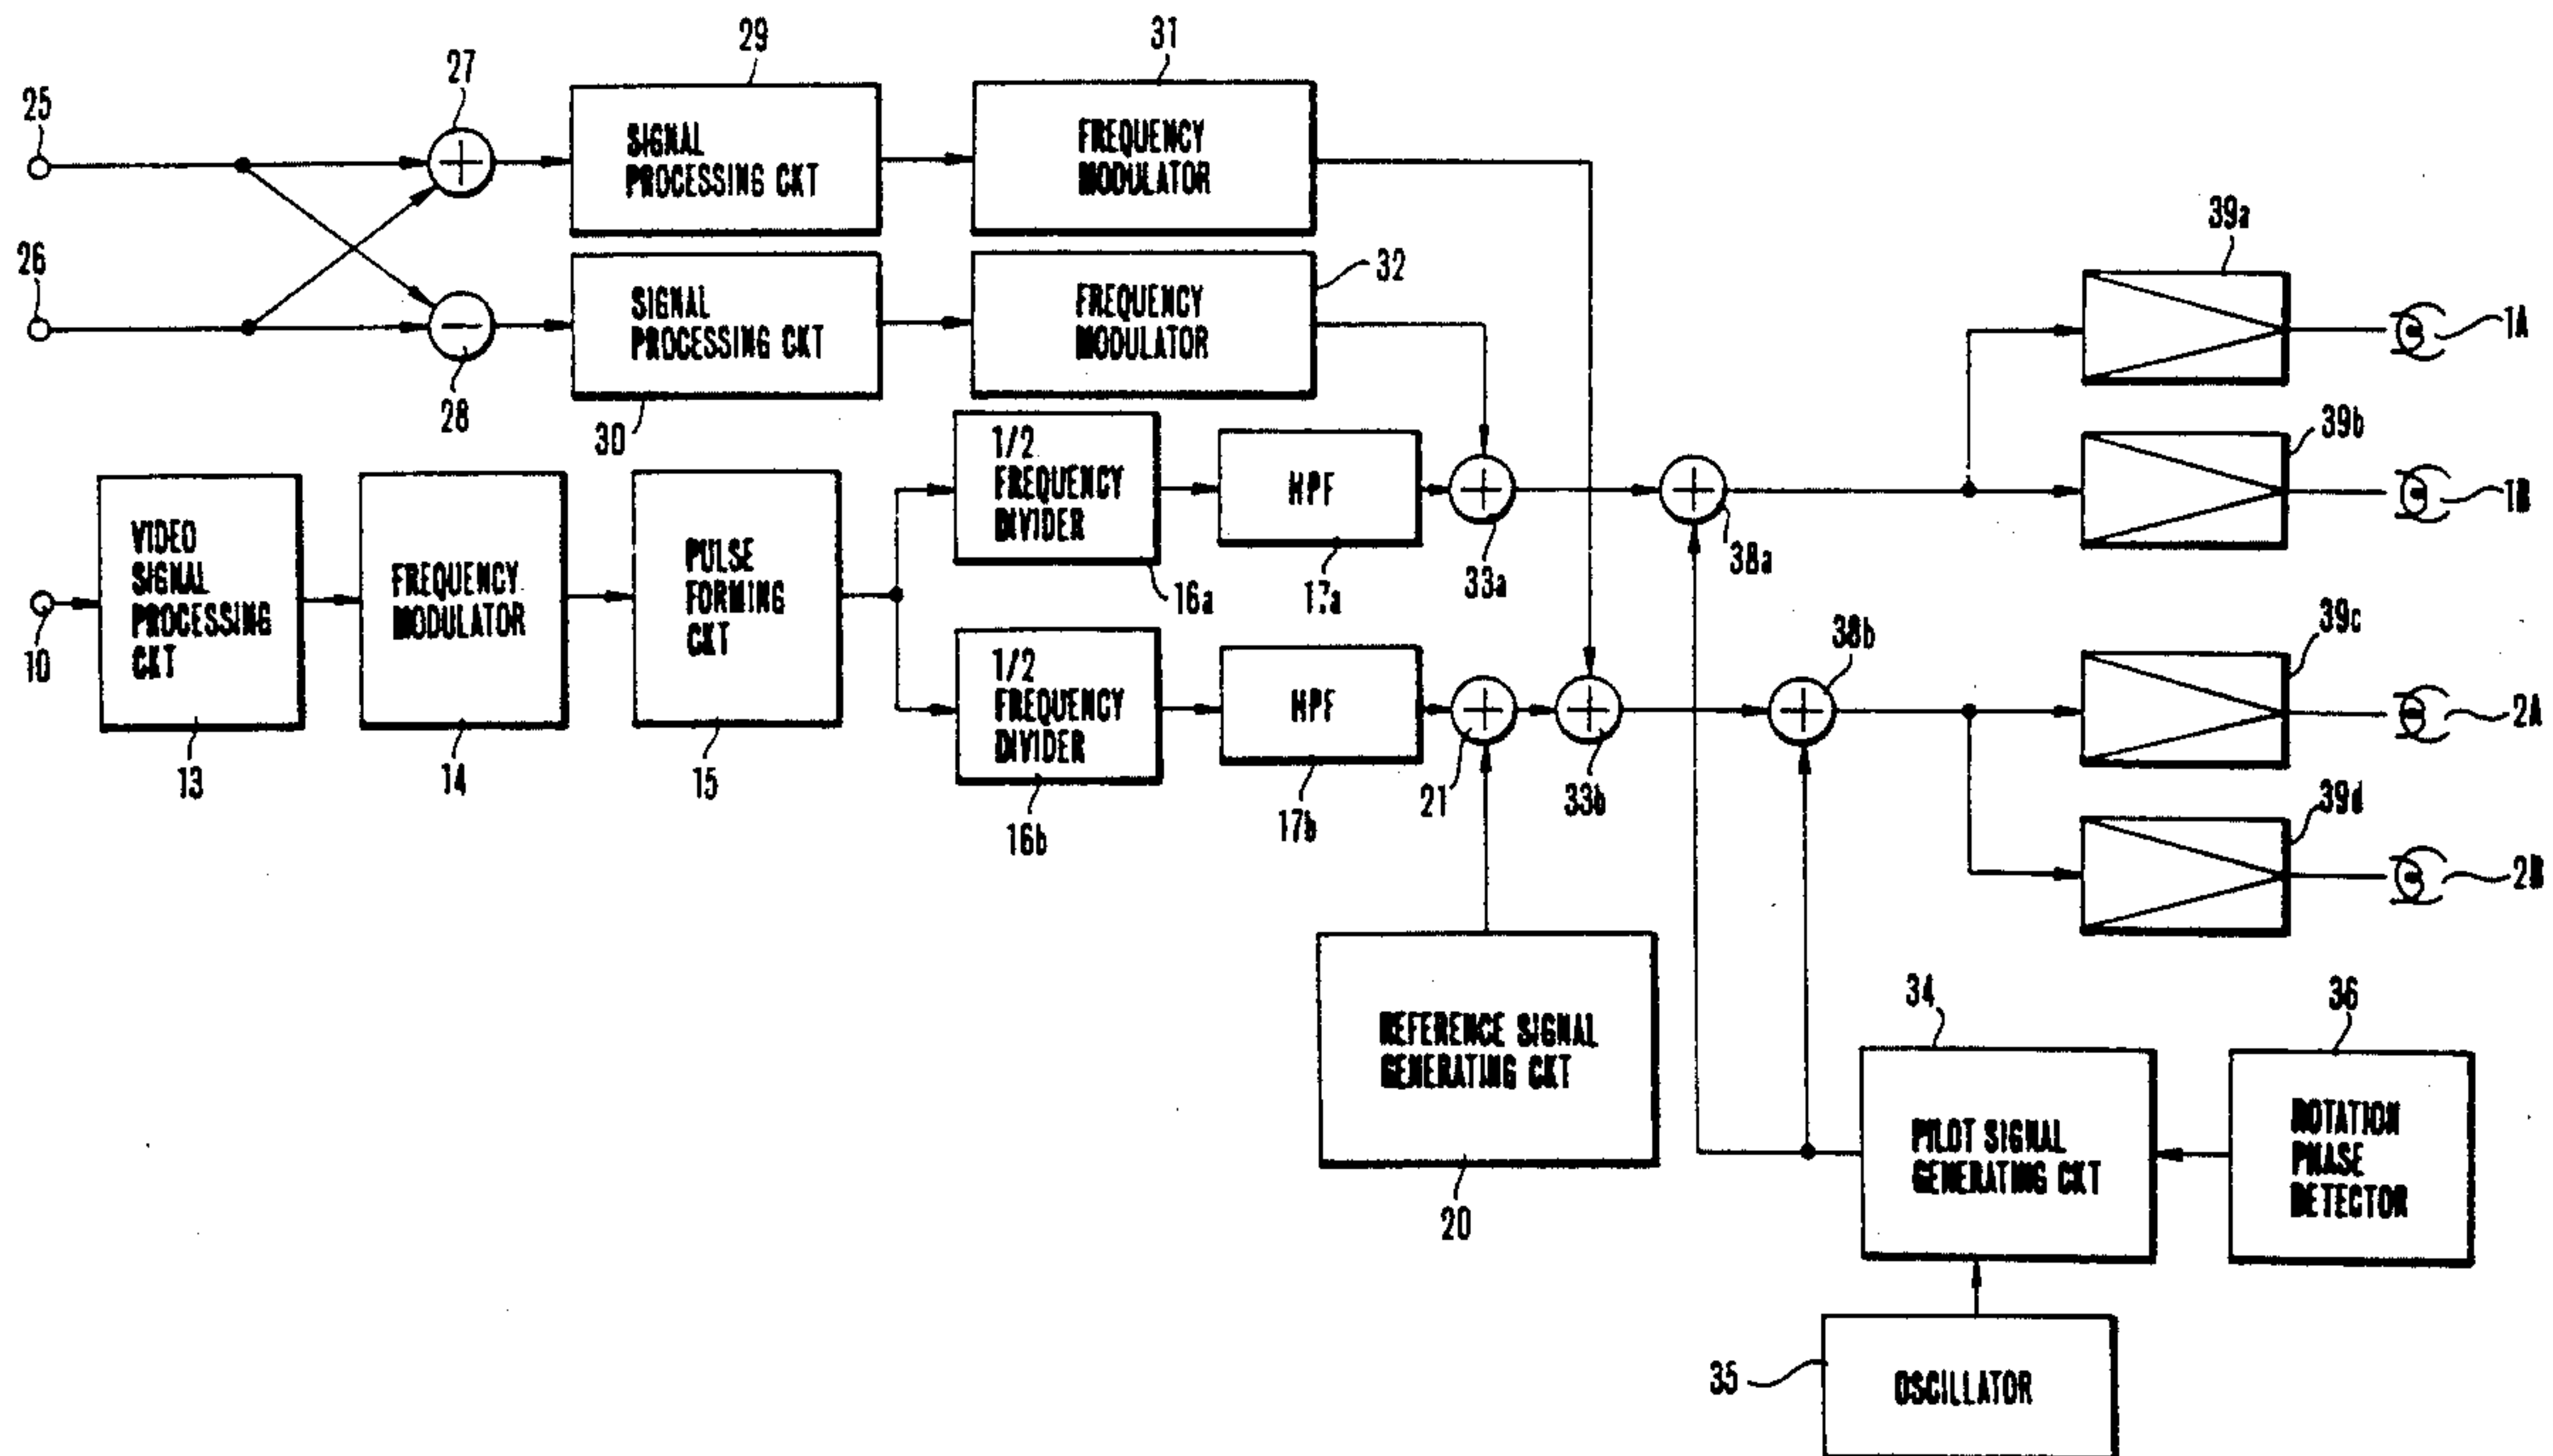 25
26
27
28
29
SIGNAL
PROCESSING CKT
31
FREQUENCY
MODULATOR
30
SIGNAL
PROCESSING CKT
32
FREQUENCY
MODULATOR
10
VIDEO
SIGNAL
PROCESSING
CKT
13
FREQUENCY
MODULATOR
14
PULSE
FORMING
CKT
15
1/2
FREQUENCY
DIVIDER
16a
HPF
17a
33a
38a
1/2
FREQUENCY
DIVIDER
16b
HPF
17b
21
33b
38b
39a
1A
39b
1B
39c
2A
39d
2B
REFERENCE SIGNAL
GENERATING CKT
20
34
PILOT SIGNAL
GENERATING CKT
36
ROTATION
PHASE
DETECTOR
35
OSCILLATOR